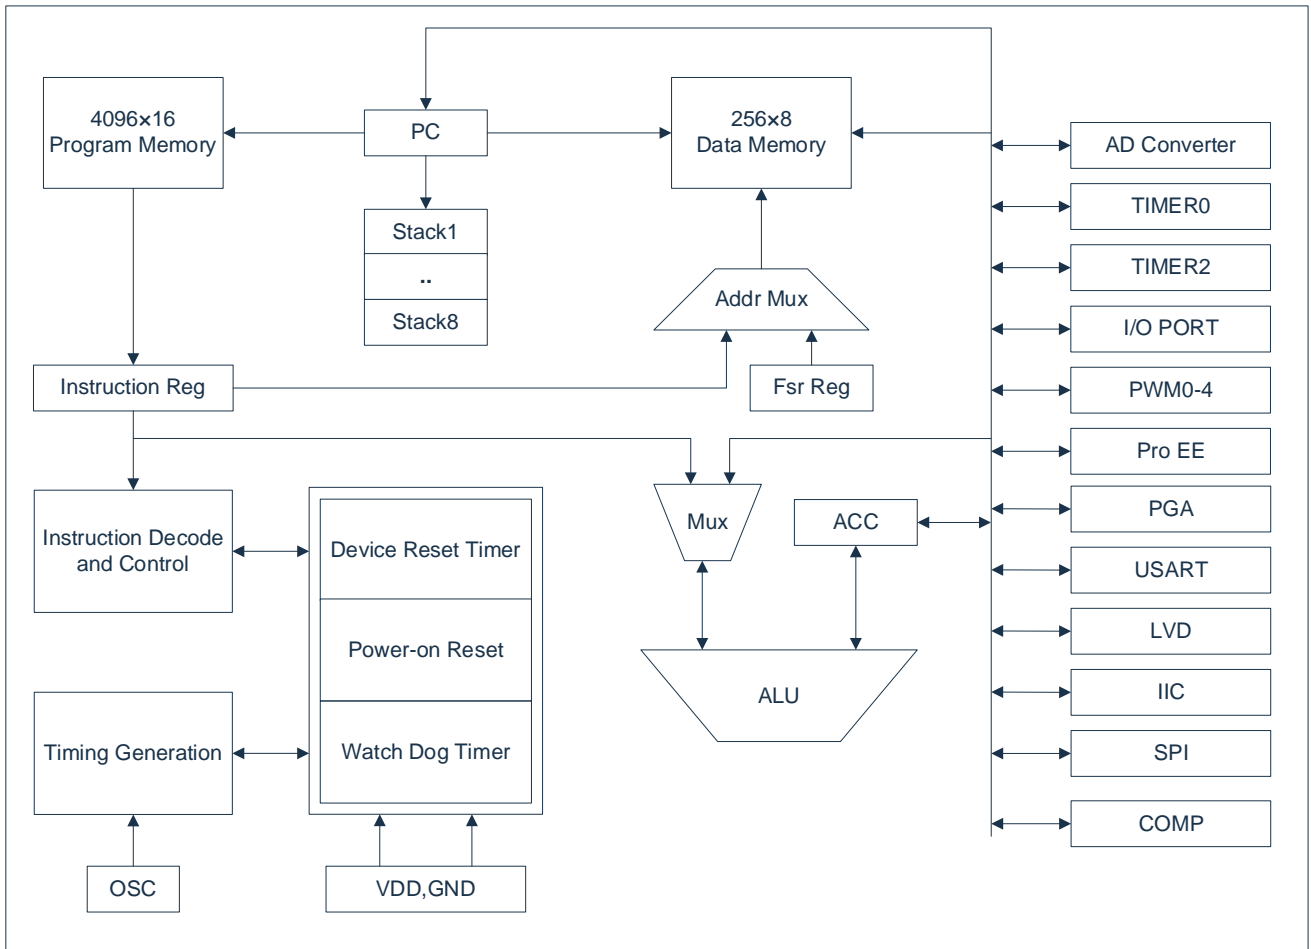 4096×16
Program Memory
PC
256×8
Data Memory
Stack1
..
Stack8
Addr Mux
Instruction Reg
Fsr Reg
Instruction Decode
and Control
Device Reset Timer
Power-on Reset
Watch Dog Timer
Timing Generation
OSC
VDD,GND
Mux
ACC
ALU
AD Converter
TIMER0
TIMER2
I/O PORT
PWM0-4
Pro EE
PGA
USART
LVD
IIC
SPI
COMP